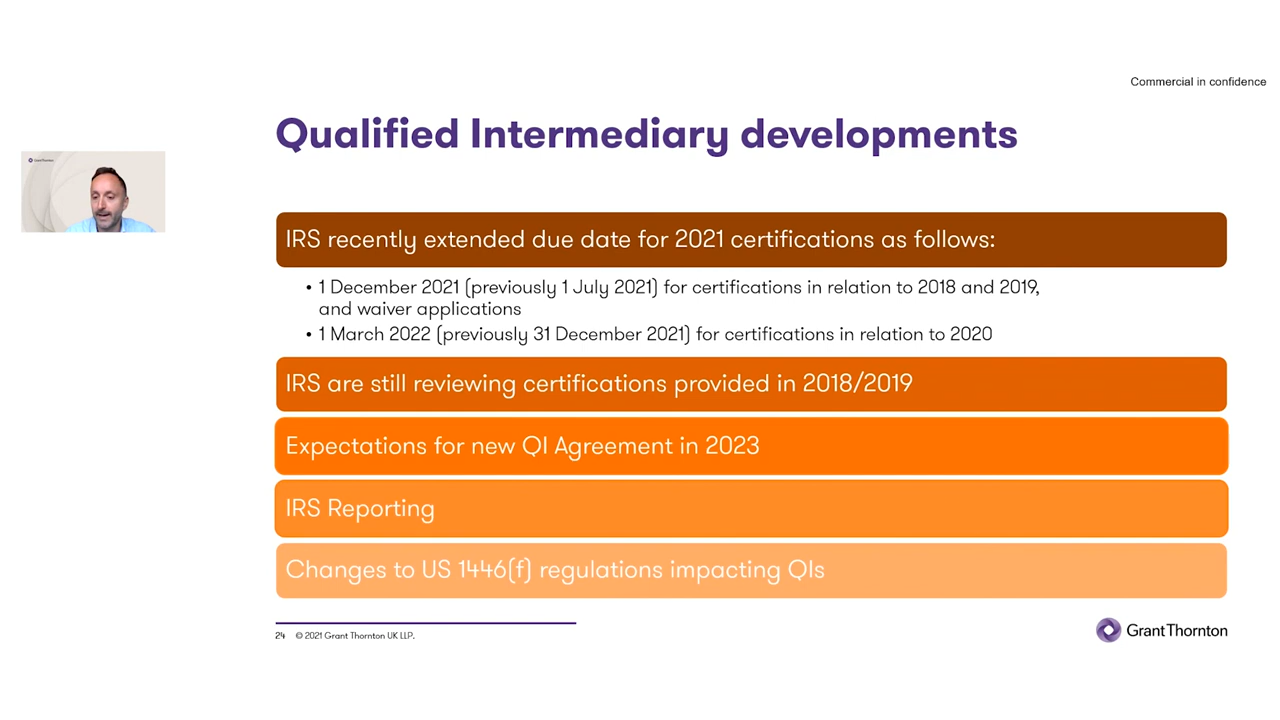 Commercial in confidence
Qualified Intermediary developments
GrantThornton
IRS recently extended due date for 2021 certifications as follows:
• 1 December 2021 (previously 1 July 2021) for certifications in relation to 2018 and 2019,
and waiver applications
• 1 March 2022 (previously 31 December 2021) for certifications in relation to 2020
IRS are still reviewing certifications provided in 2018/2019
Expectations for new QI Agreement in 2023
IRS Reporting
Changes to US 1446(f) regulations impacting QIs
24 © 2021 Grant Thornton UK LLP.
GrantThornton